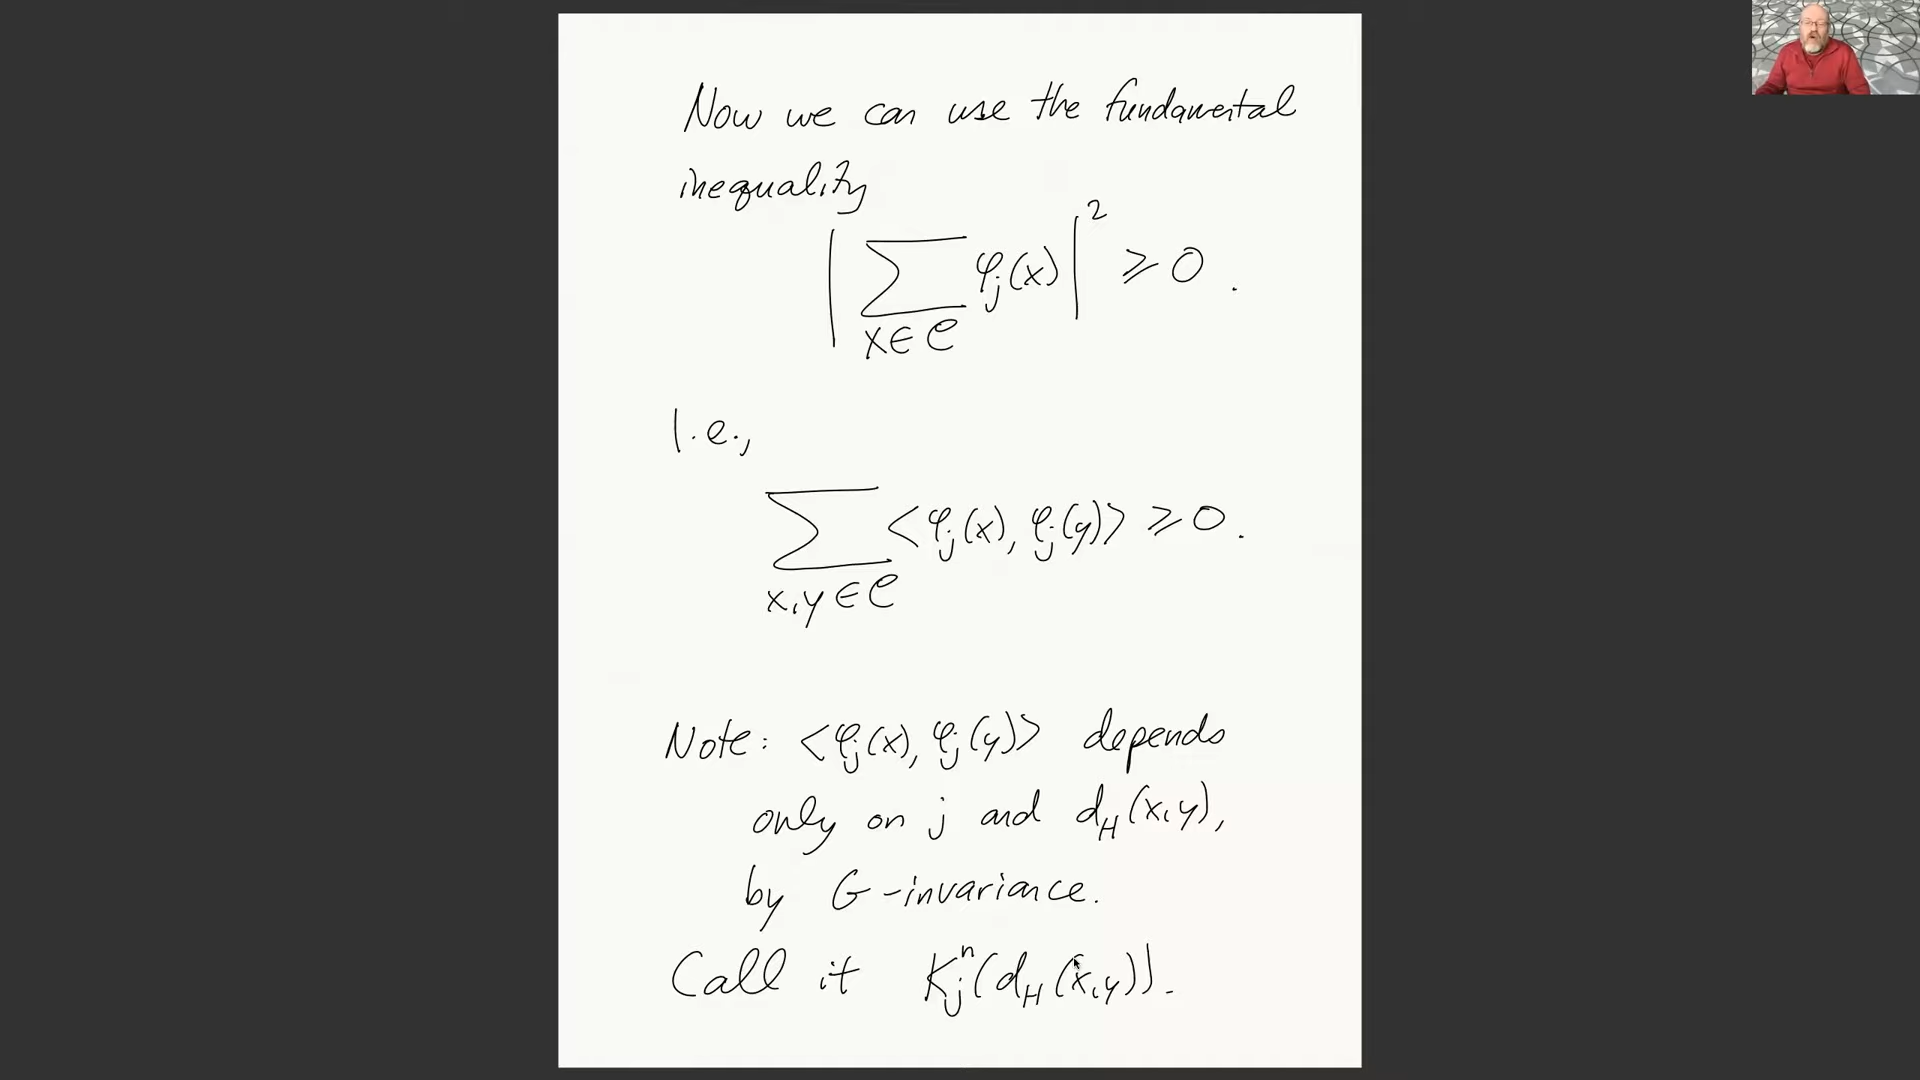 Now we can use the fundamental
inequality
| ∑_{x∈C} φ_j(x) |² ≥ 0 .
I.e.,
∑_{x,y∈C} <φ_j(x), φ_j(y)> ≥ 0 .
Note: <φ_j(x), φ_j(y)> depends
only on j and d_H(x,y),
by G-invariance.
Call it K_j^n(d_H(x,y)).